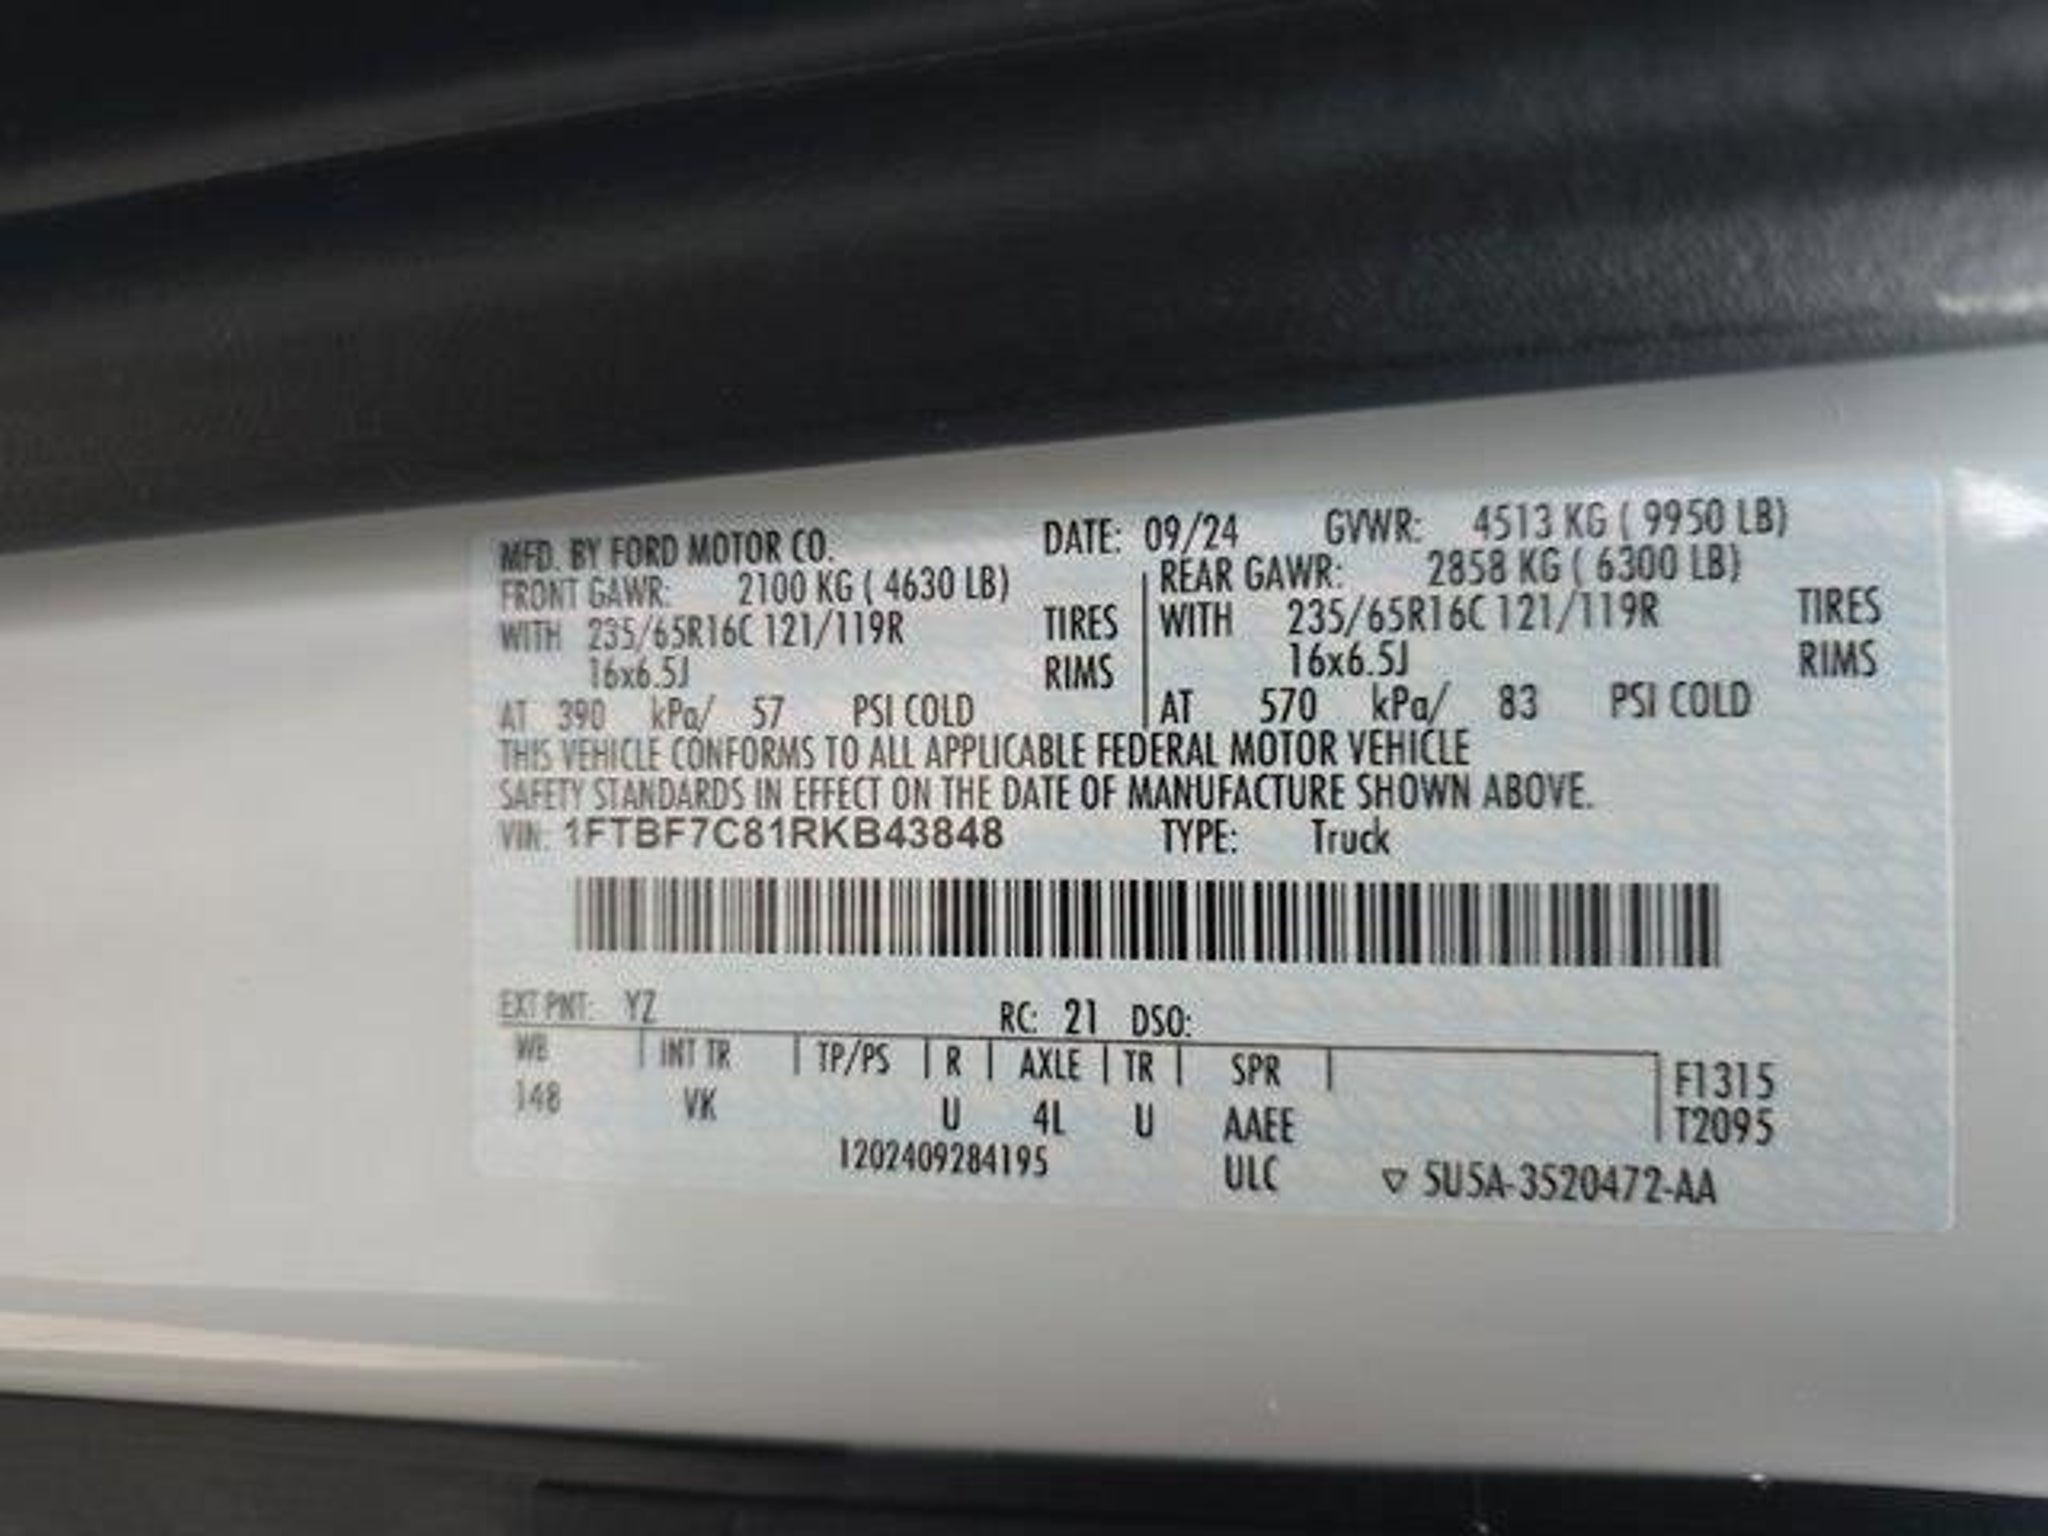 MFD. BY FORD MOTOR CO. DATE: 09/24 GVWR: 4513 KG ( 9950 LB)
FRONT GAWR: 2100 KG ( 4630 LB) REAR GAWR: 2858 KG ( 6300 LB)
WITH 235/65R16C 121/119R TIRES WITH 235/65R16C 121/119R TIRES
16x6.5J RIMS 16x6.5J RIMS
AT 390 kPa/ 57 PSI COLD AT 570 kPa/ 83 PSI COLD
THIS VEHICLE CONFORMS TO ALL APPLICABLE FEDERAL MOTOR VEHICLE
SAFETY STANDARDS IN EFFECT ON THE DATE OF MANUFACTURE SHOWN ABOVE.
VIN: 1FTBF7C81RKB43848 TYPE: Truck
EXT PNT: YZ RC: 21 DSO:
WB INT TR TP/PS R AXLE TR SPR F1315
148 VK U 4L U AAEE T2095
1202409284195 ULC ▽ 5U5A-3520472-AA